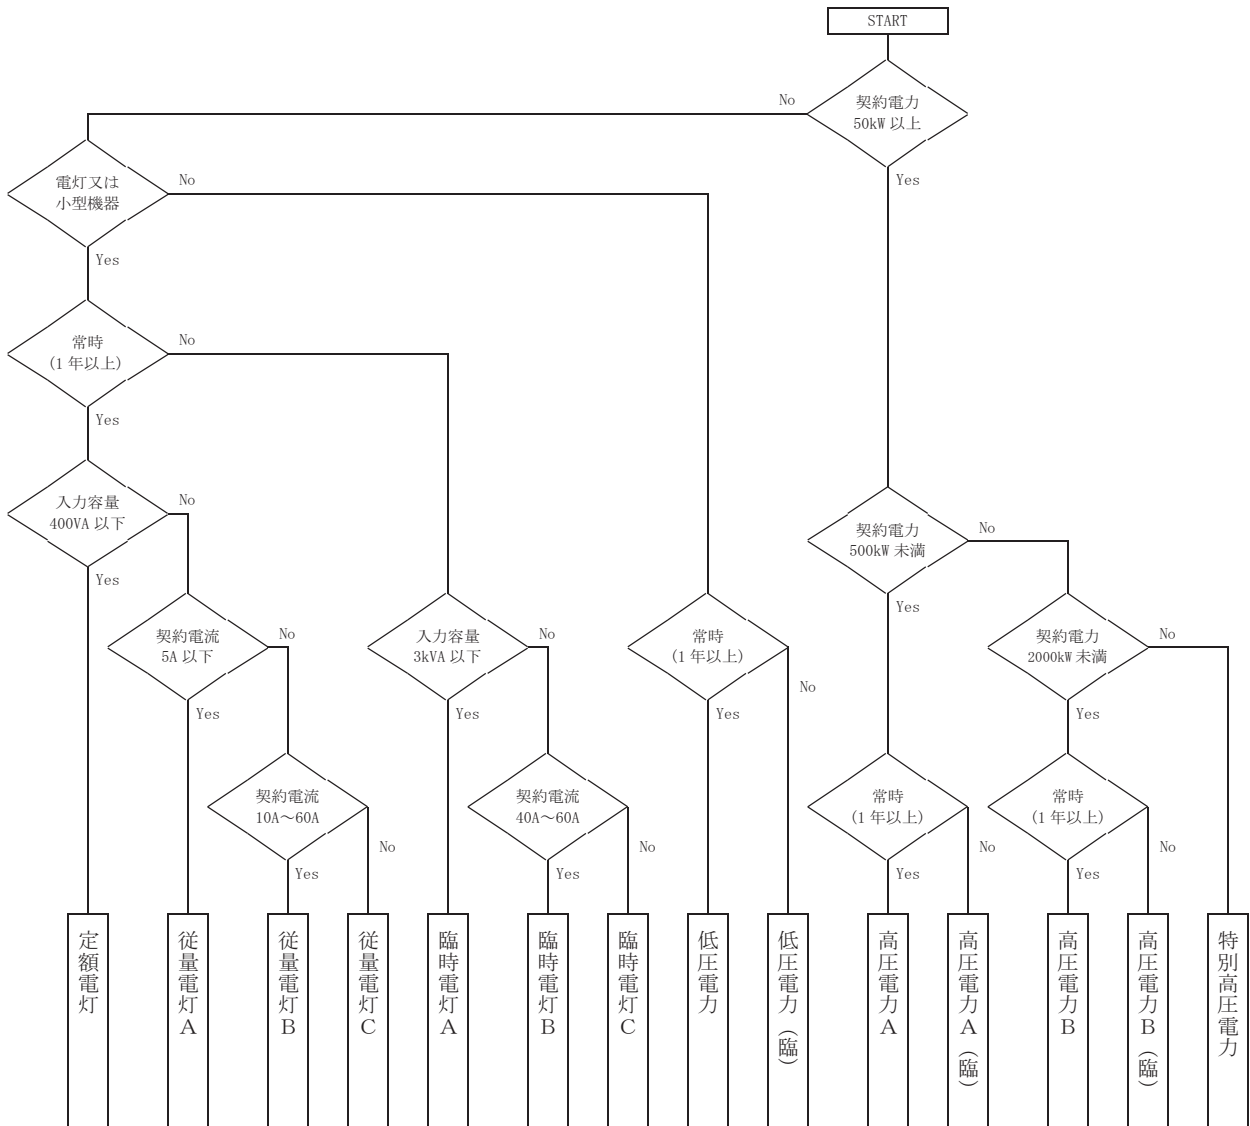 START
契約電力
50kW 以上
No
Yes
電灯又は
小型機器
No
Yes
常時
(1 年以上)
No
Yes
入力容量
400VA 以下
No
Yes
契約電力
500kW 未満
No
Yes
契約電流
5A 以下
No
Yes
入力容量
3kVA 以下
No
Yes
常時
(1 年以上)
No
Yes
契約電力
2000kW 未満
No
Yes
契約電流
10A～60A
No
Yes
契約電流
40A～60A
No
Yes
常時
(1 年以上)
No
Yes
常時
(1 年以上)
No
Yes
定額電灯
従量電灯A
従量電灯B
従量電灯C
臨時電灯A
臨時電灯B
臨時電灯C
低圧電力
低圧電力（臨）
高圧電力A
高圧電力A（臨）
高圧電力B
高圧電力B（臨）
特別高圧電力